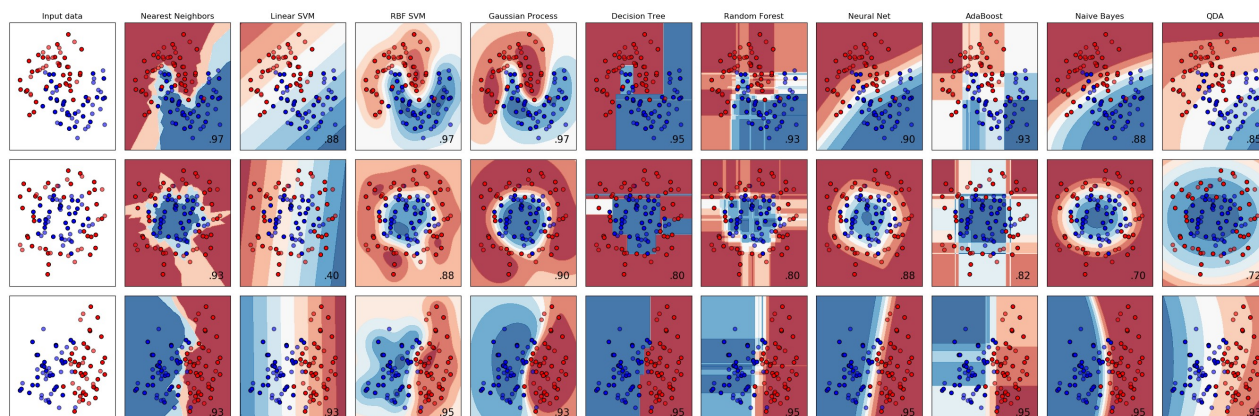 Input data Nearest Neighbors Linear SVM RBF SVM Gaussian Process Decision Tree Random Forest Neural Net AdaBoost Naive Bayes QDA
.97 .88 .97 .97 .95 .93 .90 .93 .88 .85
.93 .40 .88 .90 .80 .80 .88 .82 .70 .72
.93 .93 .95 .93 .95 .95 .95 .95 .95 .93